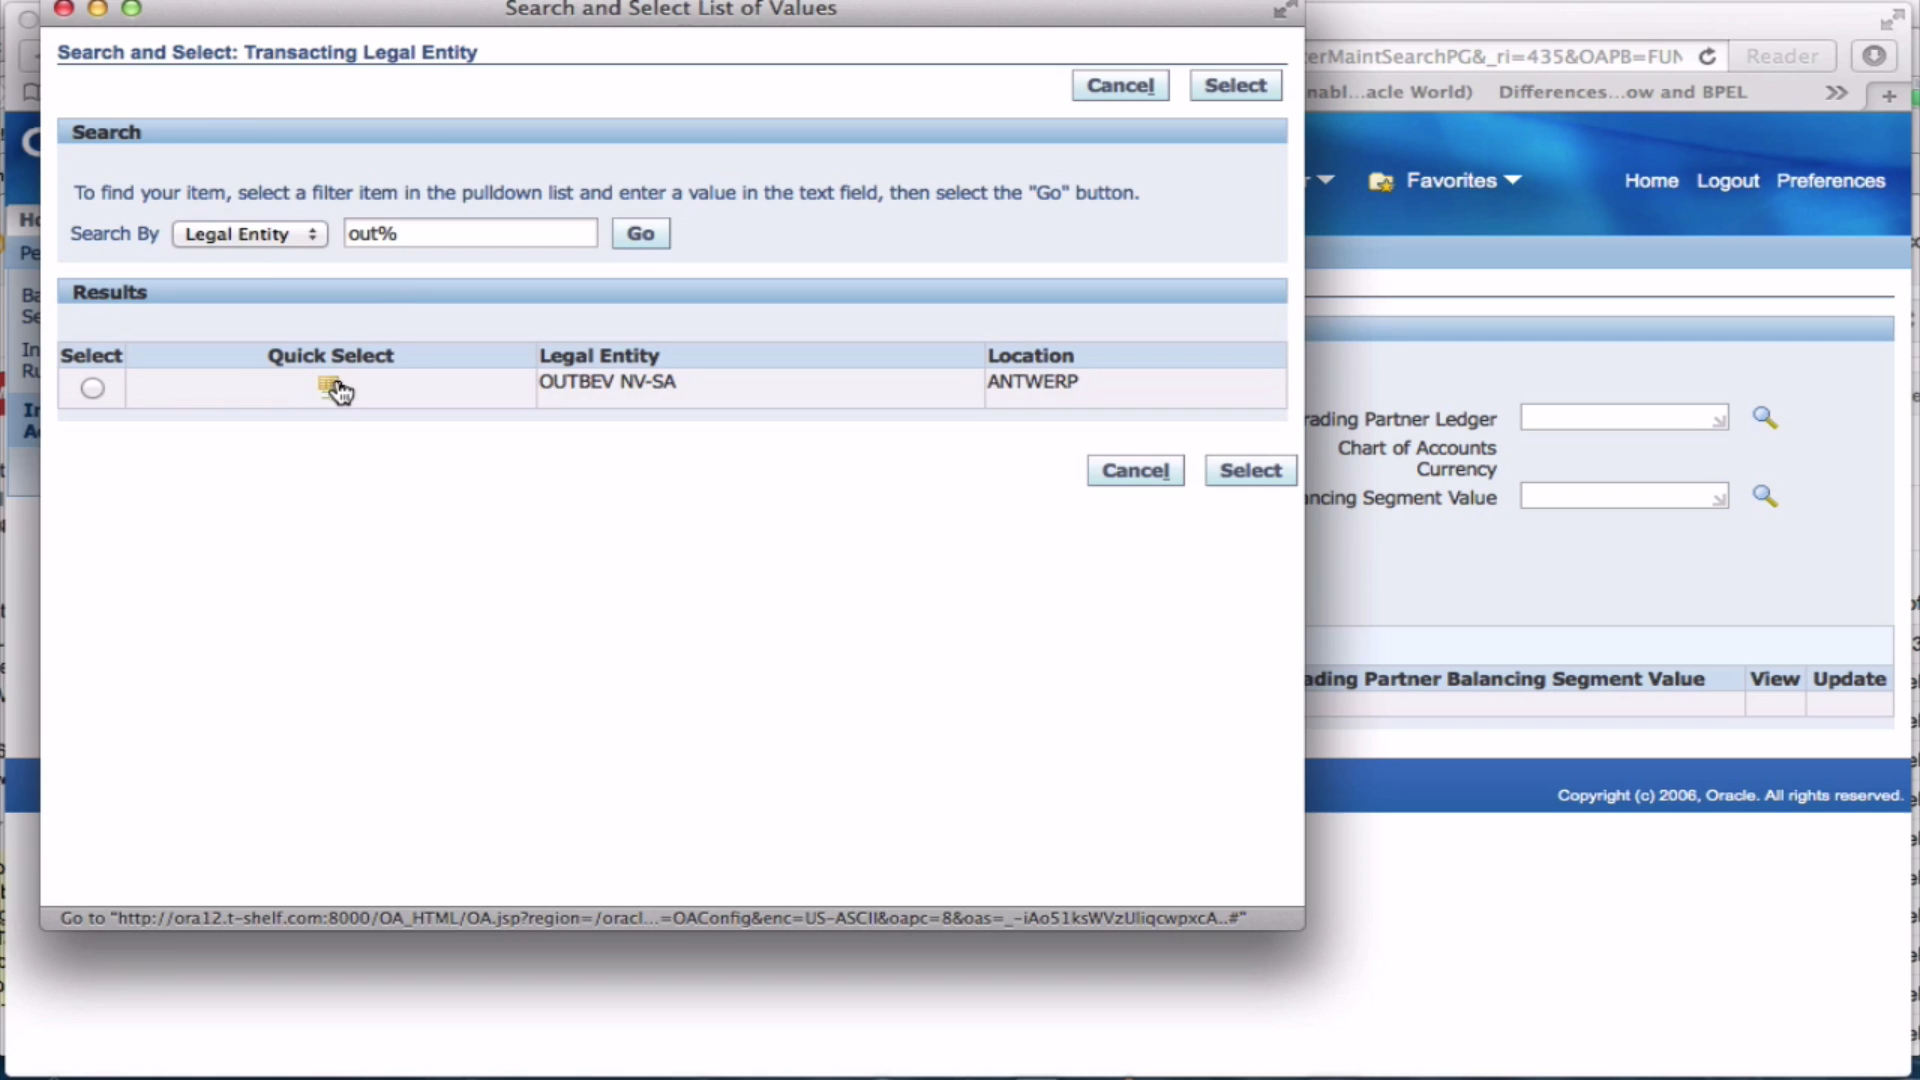 Search and Select List of Values
Search and Select: Transacting Legal Entity
Cancel Select
Search
To find your item, select a filter item in the pulldown list and enter a value in the text field, then select the "Go" button.
Search By Legal Entity out% Go
Results
Select Quick Select Legal Entity Location
OUTBEV NV-SA ANTWERP
Cancel Select
Go to "http://ora12.t-shelf.com:8000/OA_HTML/OA.jsp?region=/oracl...=OAConfig&enc=US-ASCII&oapc=8&oas=_-iAo51ksWVzUliqcwpxcA..#"
erMaintSearchPG&_ri=435&OAPB=FUN Reader
nabl...acle World) Differences...ow and BPEL >> +
Favorites Home Logout Preferences
rading Partner Ledger
Chart of Accounts
Currency
ncing Segment Value
ading Partner Balancing Segment Value View Update
Copyright (c) 2006, Oracle. All rights reserved.